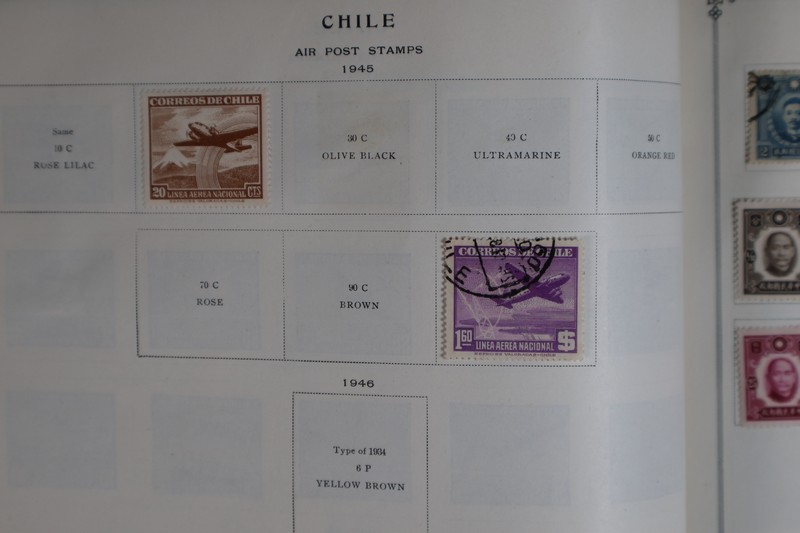 CHILE
AIR POST STAMPS
1945
Same
10 C
ROSE LILAC
CORREOS DE CHILE
20 LINEA AEREA NACIONAL CTS
30 C
OLIVE BLACK
40 C
ULTRAMARINE
50 C
ORANGE RED
70 C
ROSE
90 C
BROWN
CORREOS DE CHILE
1.60 LINEA AEREA NACIONAL $
1946
Type of 1934
6 P
YELLOW BROWN